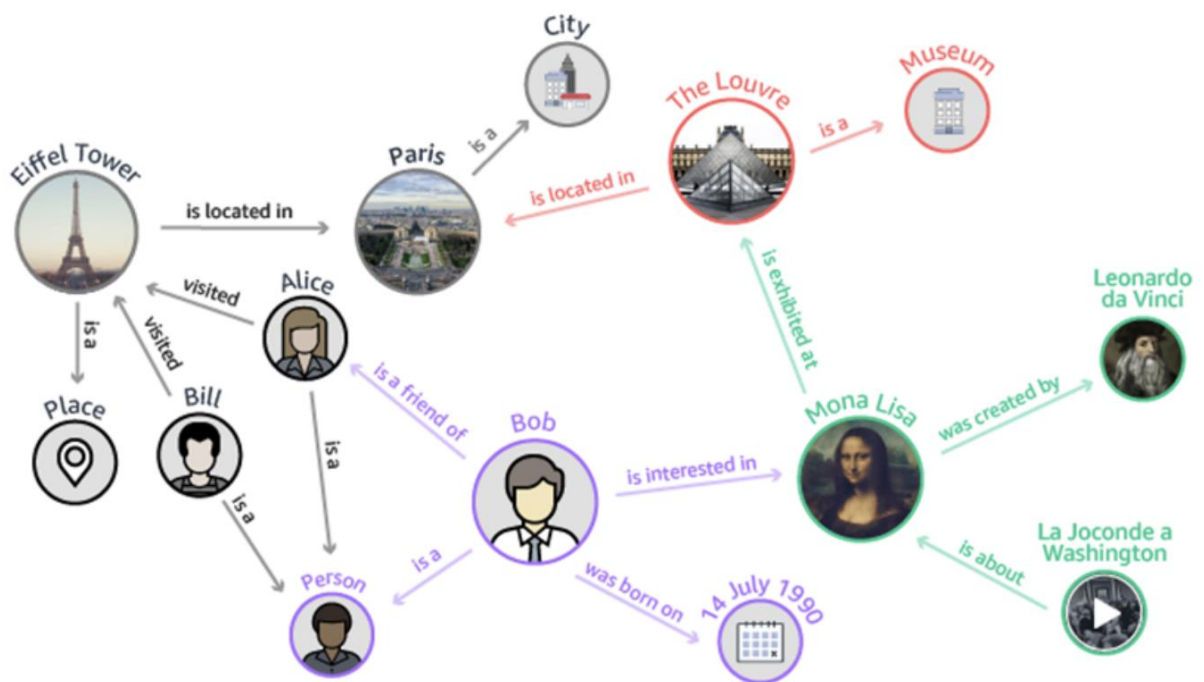 City
The Louvre
Museum
Eiffel Tower
Paris
is a
is a
is located in
is located in
visited
Alice
is exhibited at
Leonardo
da Vinci
is a
visited
Place
Bill
is a friend of
Bob
Mona Lisa
was created by
is a
is interested in
is a
Person
is a
was born on
14 July 1990
is about
La Joconde a
Washington